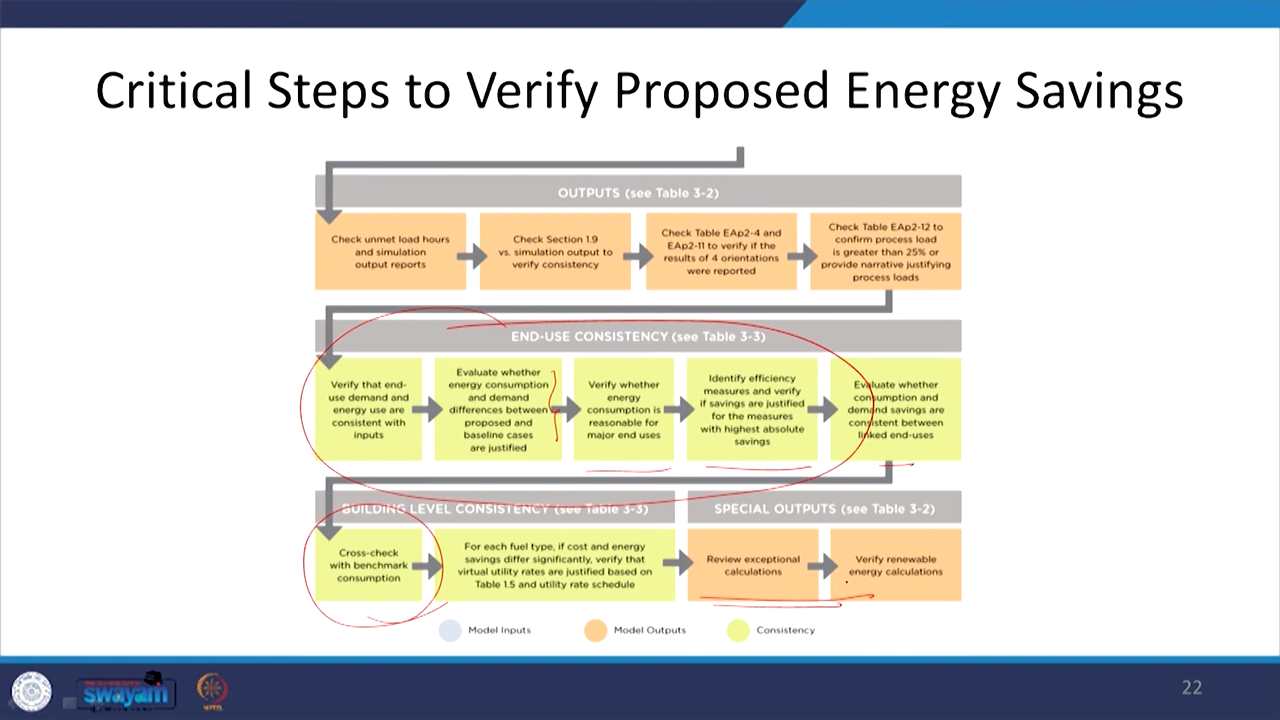 Critical Steps to Verify Proposed Energy Savings
OUTPUTS (see Table 3-2)
Check unmet load hours
and simulation
output reports
Check Section 1.9
vs. simulation output to
verify consistency
Check Table EAp2-4 and
EAp2-11 to verify if the
results of 4 orientations
were reported
Check Table EAp2-12 to
confirm process load
is greater than 25% or
provide narrative justifying
process loads
END-USE CONSISTENCY (see Table 3-3)
Verify that end-
use demand and
energy use are
consistent with
inputs
Evaluate whether
energy consumption
and demand
differences between
proposed and
baseline cases
are justified
Verify whether
energy
consumption is
reasonable for
major end uses
Identify efficiency
measures and verify
if savings are justified
for the measures
with highest absolute
savings
Evaluate whether
consumption and
demand savings are
consistent between
linked end-uses
BUILDING LEVEL CONSISTENCY (see Table 3-3)
Cross-check
with benchmark
consumption
For each fuel type, if cost and energy
savings differ significantly, verify that
virtual utility rates are justified based on
Table 1.5 and utility rate schedule
SPECIAL OUTPUTS (see Table 3-2)
Review exceptional
calculations
Verify renewable
energy calculations
Model Inputs
Model Outputs
Consistency
swayam
22